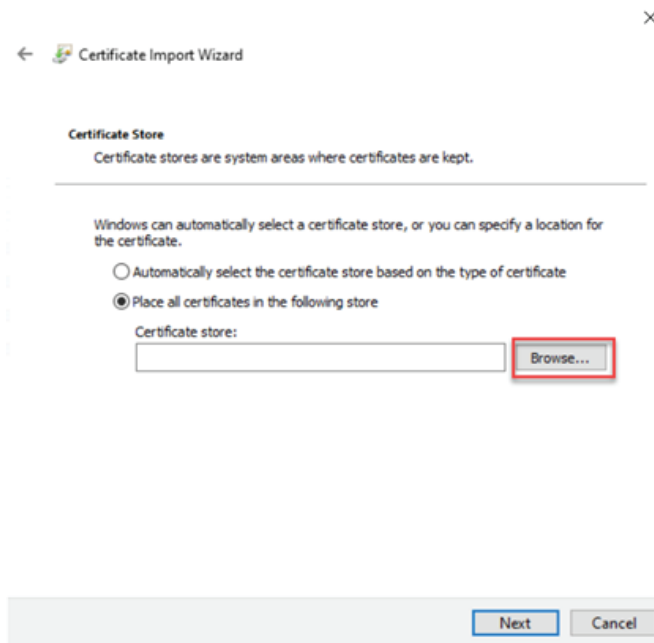 Certificate Import Wizard
Certificate Store
Certificate stores are system areas where certificates are kept.
Windows can automatically select a certificate store, or you can specify a location for
the certificate.
Automatically select the certificate store based on the type of certificate
Place all certificates in the following store
Certificate store:
Browse...
Next
Cancel